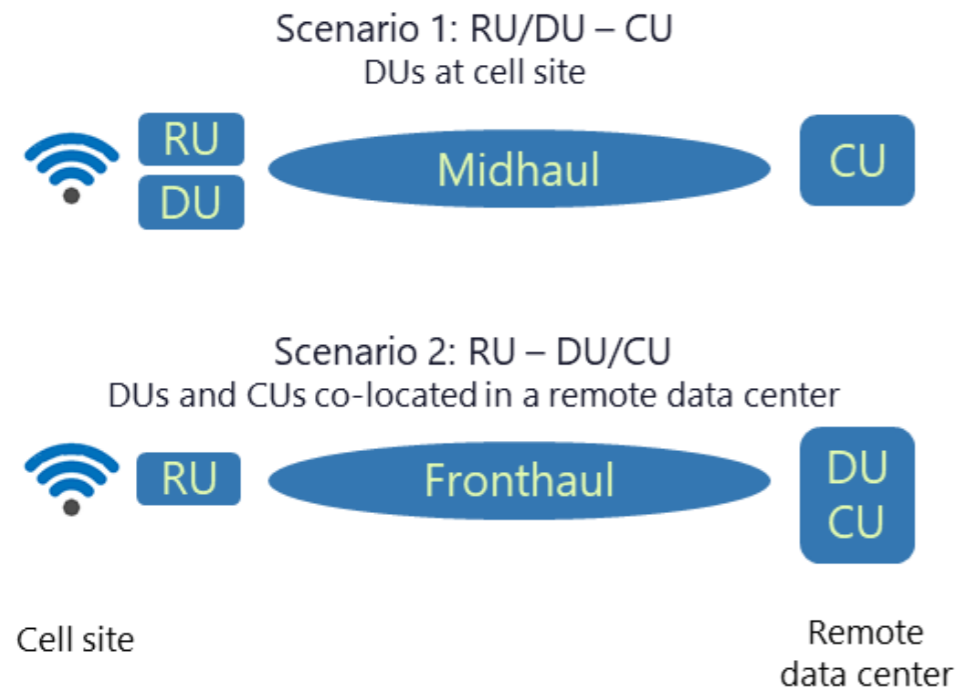 Scenario 1: RU/DU – CU
DUs at cell site
RU
DU
Midhaul
CU
Scenario 2: RU – DU/CU
DUs and CUs co-located in a remote data center
RU
Fronthaul
DU
CU
Cell site
Remote
data center